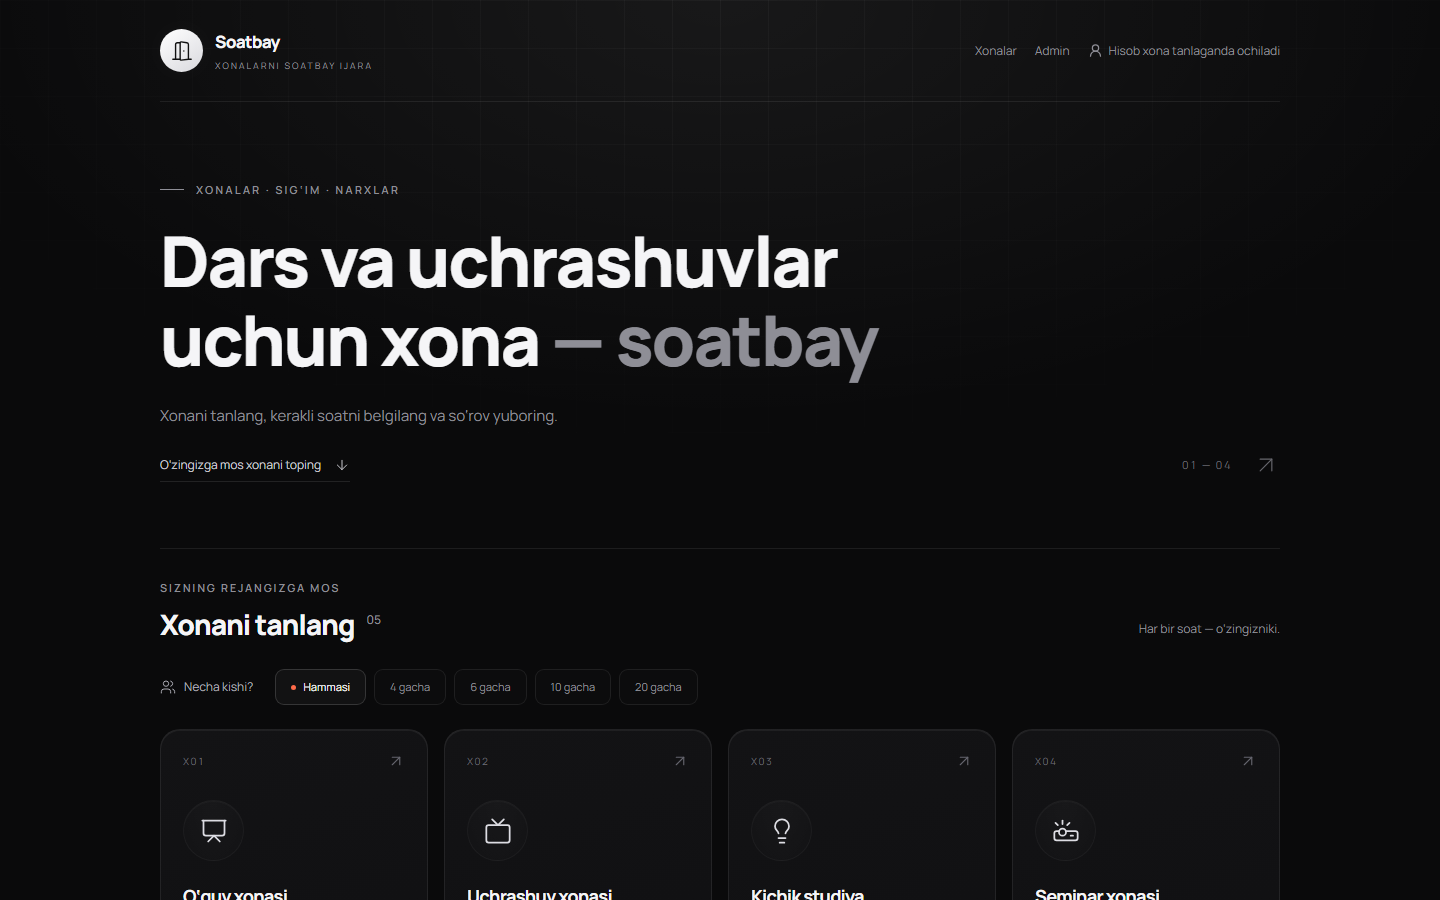 Soatbay
XONALARNI SOATBAY IJARA
Xonalar
Admin
Hisob xona tanlaganda ochiladi
XONALAR · SIG'IM · NARXLAR
Dars va uchrashuvlar
uchun xona — soatbay
Xonani tanlang, kerakli soatni belgilang va so'rov yuboring.
O'zingizga mos xonani toping
01 — 04
SIZNING REJANGIZGA MOS
Xonani tanlang 05
Har bir soat — o'zingizniki.
Necha kishi?
Hammasi
4 gacha
6 gacha
10 gacha
20 gacha
X01
X02
X03
X04
O'quv xonasi
Uchrashuv xonasi
Kichik studiya
Seminar xonasi